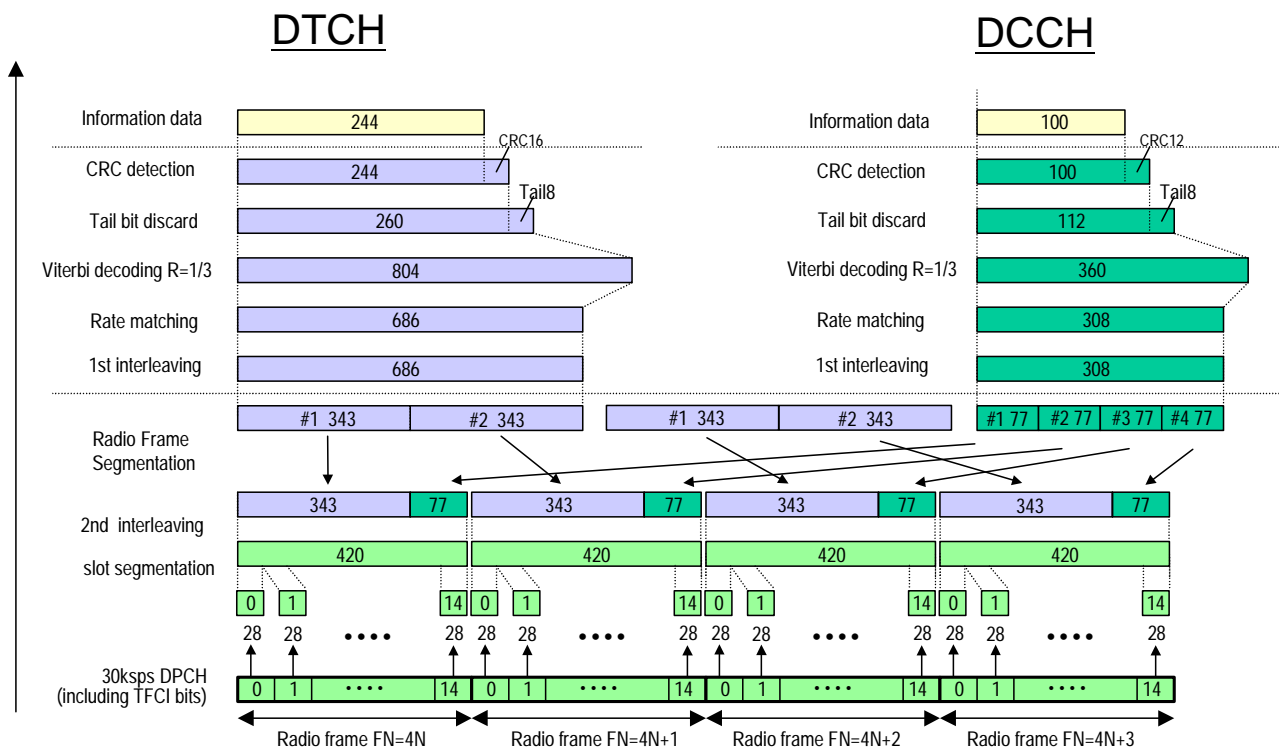 DTCH DCCH
Information data 244 Information data 100
CRC16 CRC12
CRC detection 244 CRC detection 100
Tail8 Tail8
Tail bit discard 260 Tail bit discard 112
Viterbi decoding R=1/3 804 Viterbi decoding R=1/3 360
Rate matching 686 Rate matching 308
1st interleaving 686 1st interleaving 308
#1 343 #2 343 #1 343 #2 343 #1 77 #2 77 #3 77 #4 77
Radio Frame
Segmentation
343 77 343 77 343 77 343 77
2nd interleaving
slot segmentation 420 420 420 420
0 1 14 0 1 14 0 1 14 0 1 14
28 28 •••• 28 28 28 •••• 28 28 28 •••• 28 28 28 •••• 28
30ksps DPCH
(including TFCI bits)
0 1 •••• 14 0 1 •••• 14 0 1 •••• 14 0 1 •••• 14
Radio frame FN=4N Radio frame FN=4N+1 Radio frame FN=4N+2 Radio frame FN=4N+3